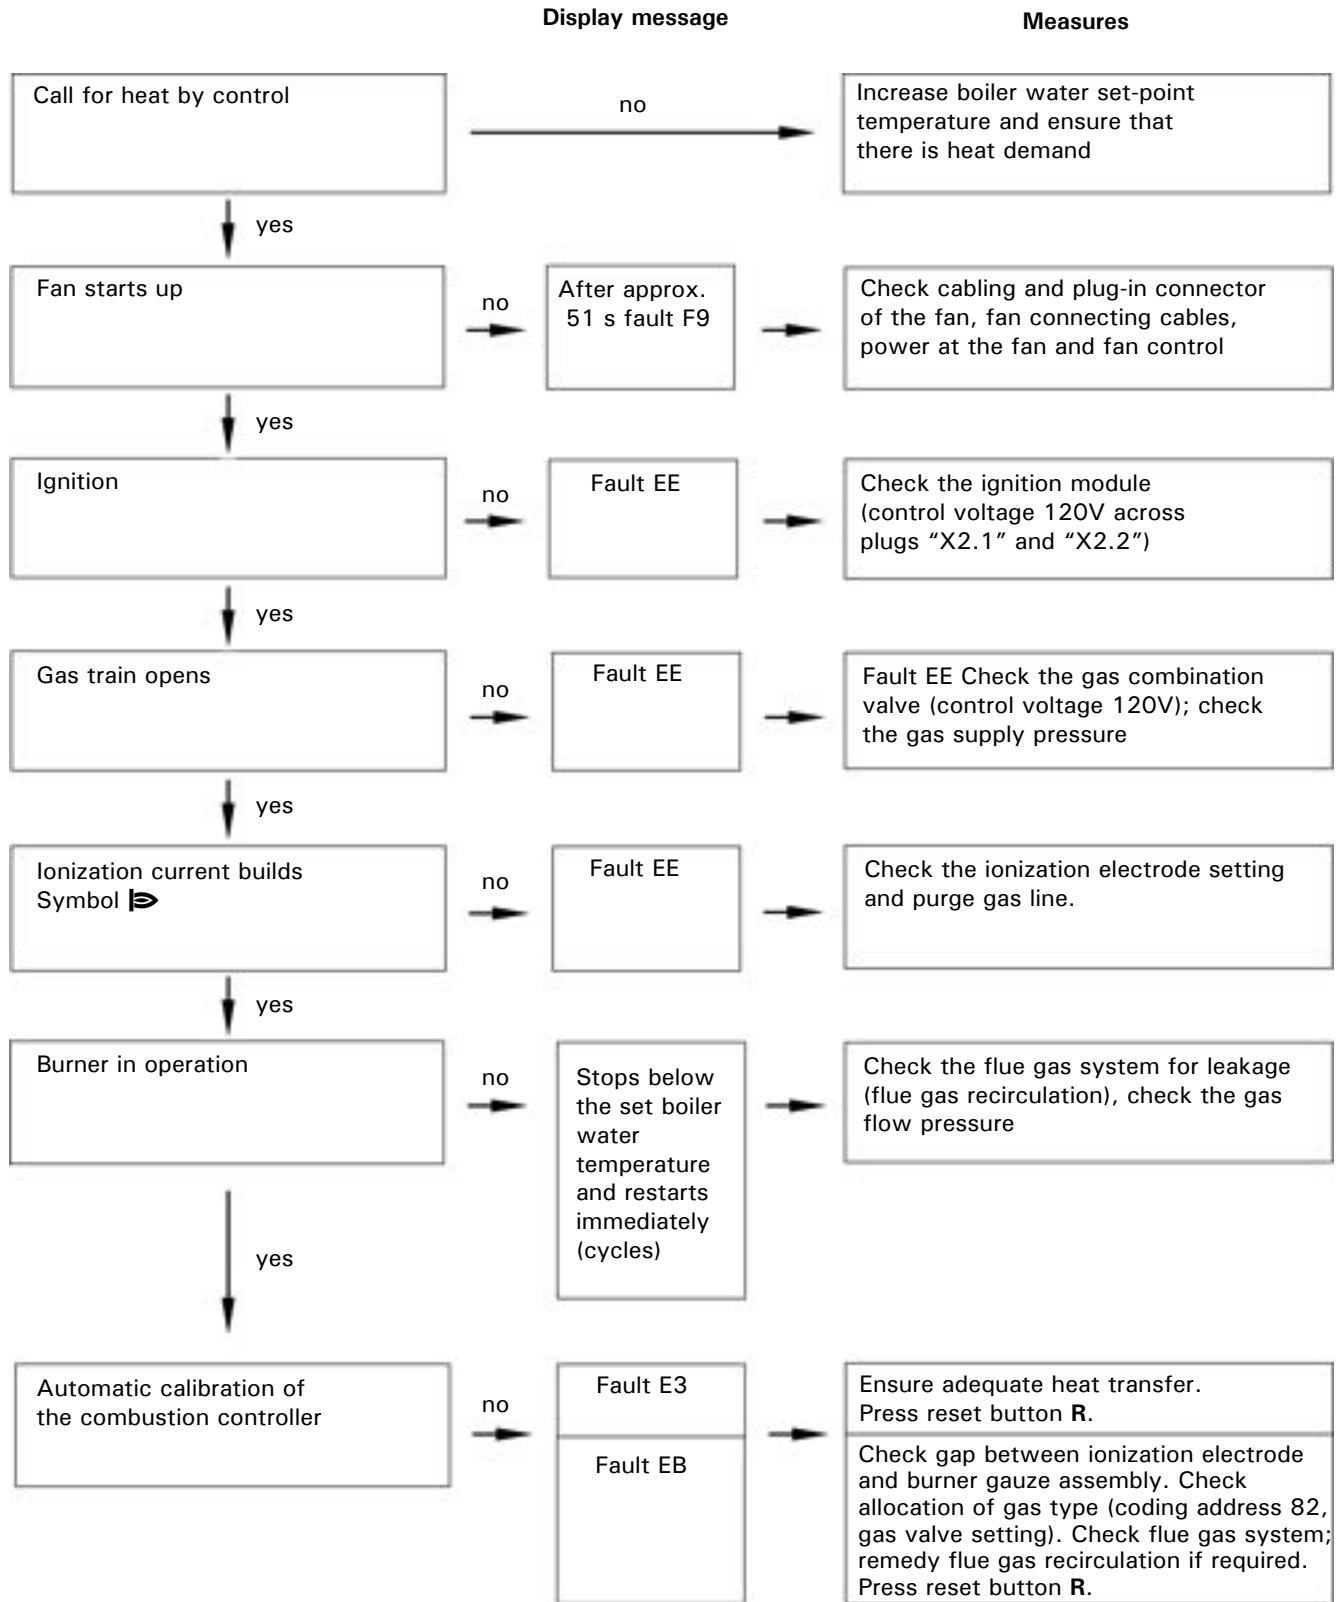 Display message
Measures
Call for heat by control
no
Increase boiler water set-point
temperature and ensure that
there is heat demand
yes
Fan starts up
no
After approx.
51 s fault F9
Check cabling and plug-in connector
of the fan, fan connecting cables,
power at the fan and fan control
yes
Ignition
no
Fault EE
Check the ignition module
(control voltage 120V across
plugs “X2.1” and “X2.2”)
yes
Gas train opens
no
Fault EE
Fault EE Check the gas combination
valve (control voltage 120V); check
the gas supply pressure
yes
Ionization current builds
Symbol
no
Fault EE
Check the ionization electrode setting
and purge gas line.
yes
Burner in operation
no
Stops below
the set boiler
water
temperature
and restarts
immediately
(cycles)
Check the flue gas system for leakage
(flue gas recirculation), check the gas
flow pressure
yes
Automatic calibration of
the combustion controller
no
Fault E3
Ensure adequate heat transfer.
Press reset button R.
Fault EB
Check gap between ionization electrode
and burner gauze assembly. Check
allocation of gas type (coding address 82,
gas valve setting). Check flue gas system;
remedy flue gas recirculation if required.
Press reset button R.